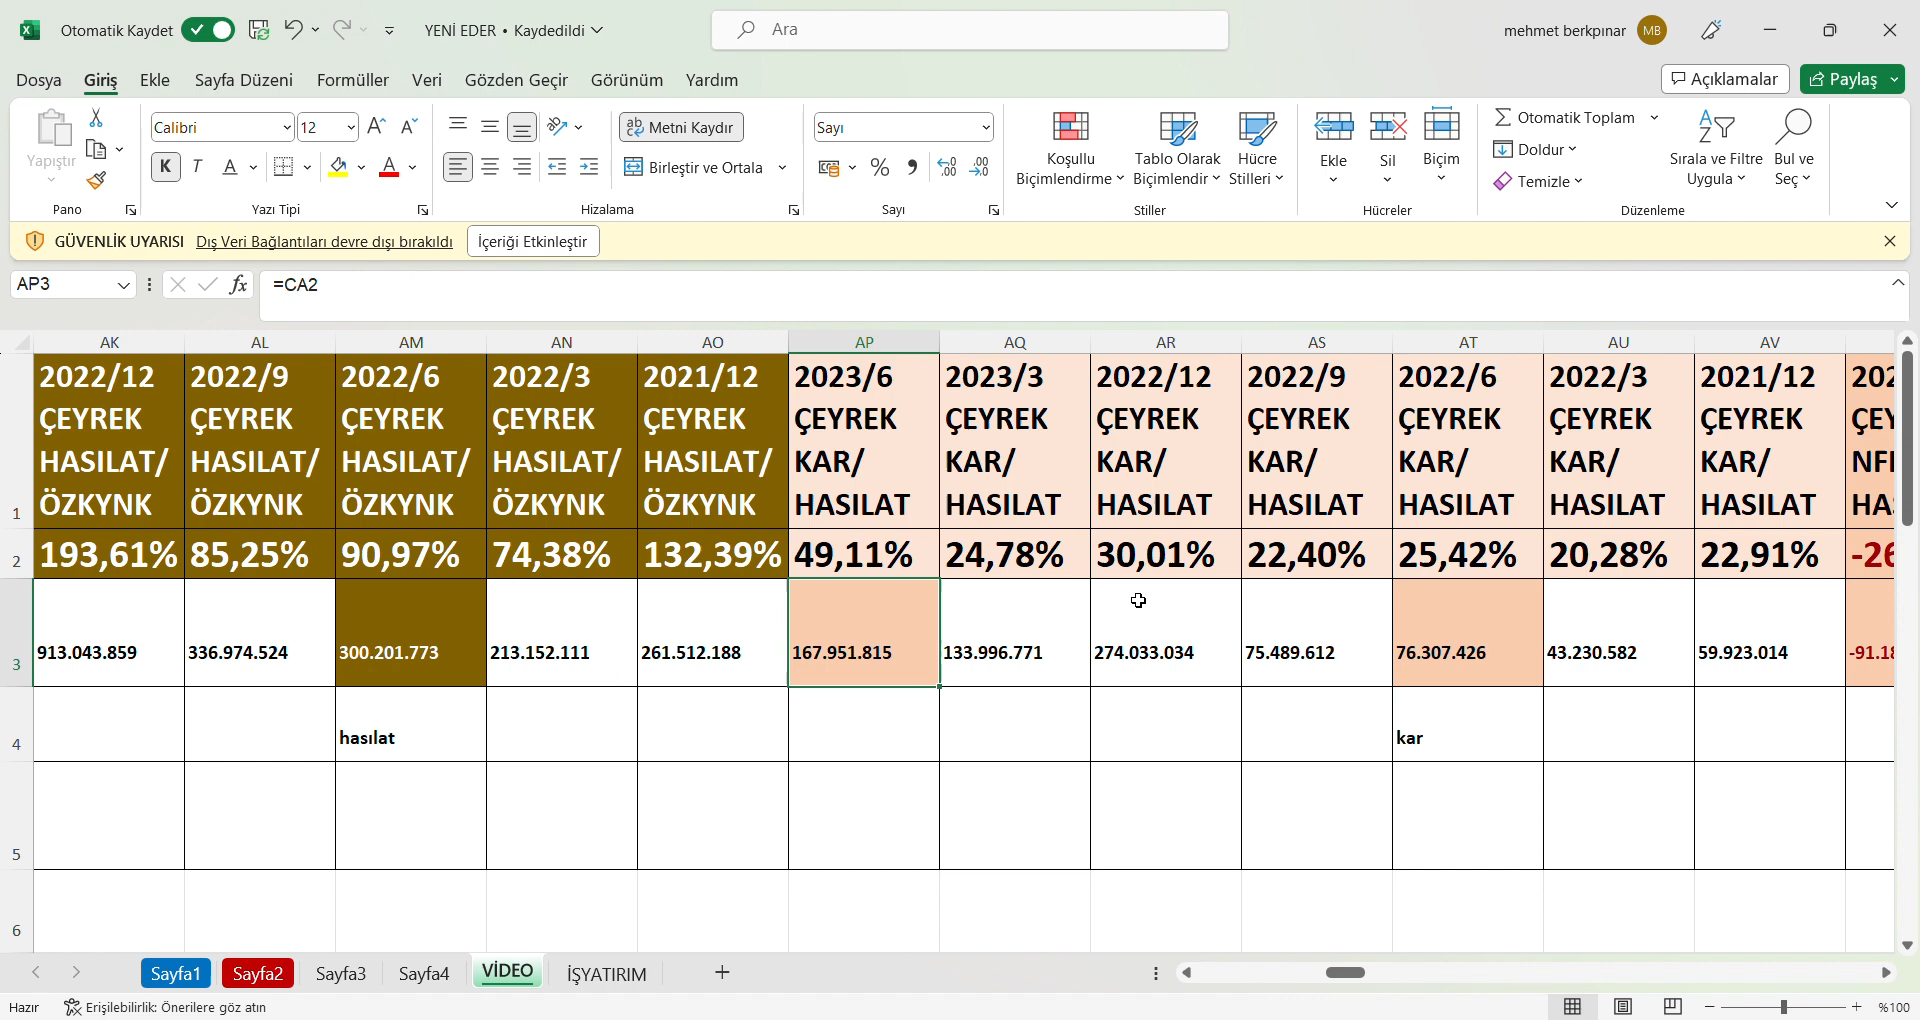 Otomatik Kaydet YENİ EDER • Kaydedildi Ara mehmet berkpınar MB
Dosya Giriş Ekle Sayfa Düzeni Formüller Veri Gözden Geçir Görünüm Yardım Açıklamalar Paylaş
Yapıştır
Pano
Calibri 12
K T A A
Yazı Tipi
Metni Kaydır
Birleştir ve Ortala
Hizalama
Sayı
% 
Sayı
Koşullu
Biçimlendirme
Tablo Olarak
Biçimlendir
Hücre
Stilleri
Stiller
Ekle Sil Biçim
Hücreler
Otomatik Toplam
Doldur
Temizle
Sırala ve Filtre
Uygula
Bul ve
Seç
Düzenleme
GÜVENLİK UYARISI Dış Veri Bağlantıları devre dışı bırakıldı İçeriği Etkinleştir
AP3 fx =CA2
AK AL AM AN AO AP AQ AR AS AT AU AV
2022/12 2022/9 2022/6 2022/3 2021/12 2023/6 2023/3 2022/12 2022/9 2022/6 2022/3 2021/12 202
ÇEYREK ÇEYREK ÇEYREK ÇEYREK ÇEYREK ÇEYREK ÇEYREK ÇEYREK ÇEYREK ÇEYREK ÇEYREK ÇEYREK ÇEY
HASILAT/ HASILAT/ HASILAT/ HASILAT/ HASILAT/ KAR/ KAR/ KAR/ KAR/ KAR/ KAR/ KAR/
1 ÖZKYNK ÖZKYNK ÖZKYNK ÖZKYNK ÖZKYNK HASILAT HASILAT HASILAT HASILAT HASILAT HASILAT HASILAT HA
2 193,61% 85,25% 90,97% 74,38% 132,39% 49,11% 24,78% 30,01% 22,40% 25,42% 20,28% 22,91% -26
3 913.043.859 336.974.524 300.201.773 213.152.111 261.512.188 167.951.815 133.996.771 274.033.034 75.489.612 76.307.426 43.230.582 59.923.014 -91.18
4 hasılat kar
5
6
Sayfa1 Sayfa2 Sayfa3 Sayfa4 VİDEO İŞYATIRIM
Hazır Erişilebilirlik: Önerilere göz atın %100